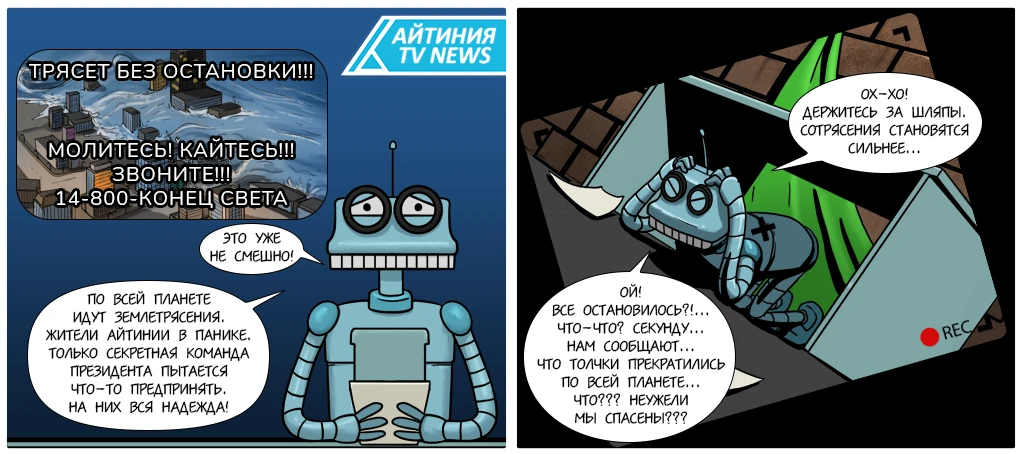 АЙТИНИЯ
TV NEWS
ТРЯСЕТ БЕЗ ОСТАНОВКИ!!!
МОЛИТЕСЬ! КАЙТЕСЬ!!!
ЗВОНИТЕ!!!
14-800-КОНЕЦ СВЕТА
ЭТО УЖЕ
НЕ СМЕШНО!
ПО ВСЕЙ ПЛАНЕТЕ
ИДУТ ЗЕМЛЕТРЯСЕНИЯ.
ЖИТЕЛИ АЙТИНИИ В ПАНИКЕ.
ТОЛЬКО СЕКРЕТНАЯ КОМАНДА
ПРЕЗИДЕНТА ПЫТАЕТСЯ
ЧТО-ТО ПРЕДПРИНЯТЬ.
НА НИХ ВСЯ НАДЕЖДА!
ОХ-ХО!
ДЕРЖИТЕСЬ ЗА ШЛЯПЫ.
СОТРЯСЕНИЯ СТАНОВЯТСЯ
СИЛЬНЕЕ...
ОЙ!
ВСЕ ОСТАНОВИЛОСЬ?!...
ЧТО-ЧТО? СЕКУНДУ...
НАМ СООБЩАЮТ...
ЧТО ТОЛЧКИ ПРЕКРАТИЛИСЬ
ПО ВСЕЙ ПЛАНЕТЕ...
ЧТО??? НЕУЖЕЛИ
МЫ СПАСЕНЫ???
REC